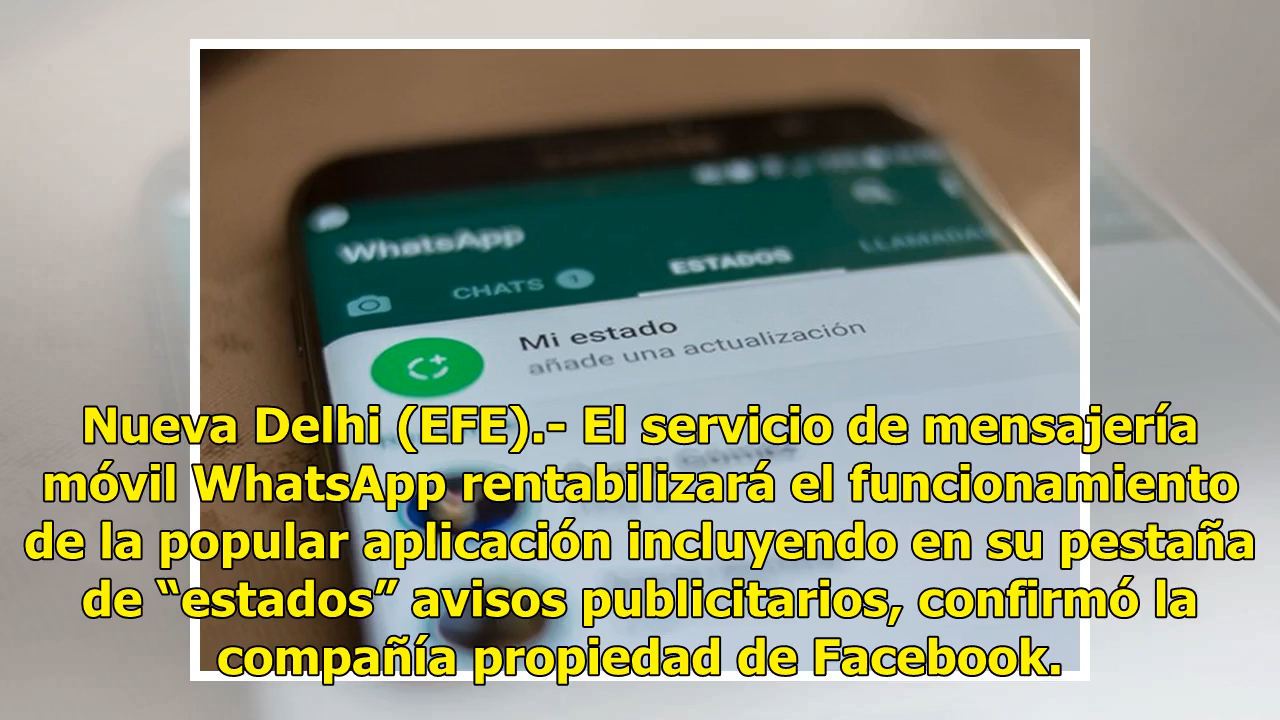 WhatsApp
CHATS 1
ESTADOS
LLAMADAS
Mi estado
añade una actualización
Nueva Delhi (EFE).- El servicio de mensajería
móvil WhatsApp rentabilizará el funcionamiento
de la popular aplicación incluyendo en su pestaña
de “estados” avisos publicitarios, confirmó la
compañía propiedad de Facebook.